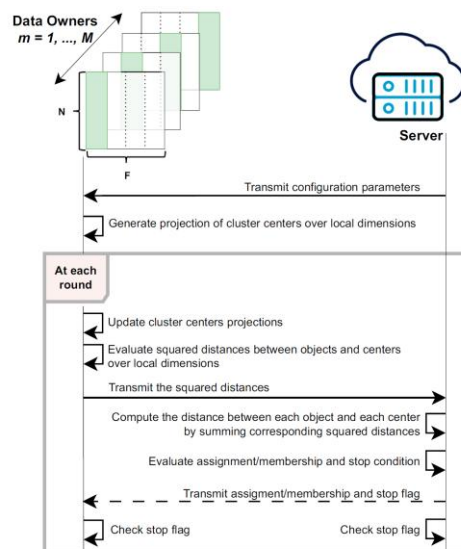 Data Owners
m = 1, ..., M
N
F
Server
Transmit configuration parameters
Generate projection of cluster centers over local dimensions
At each
round
Update cluster centers projections
Evaluate squared distances between objects and centers
over local dimensions
Transmit the squared distances
Compute the distance between each object and each center
by summing corresponding squared distances
Evaluate assignment/membership and stop condition
Transmit assigment/membership and stop flag
Check stop flag
Check stop flag